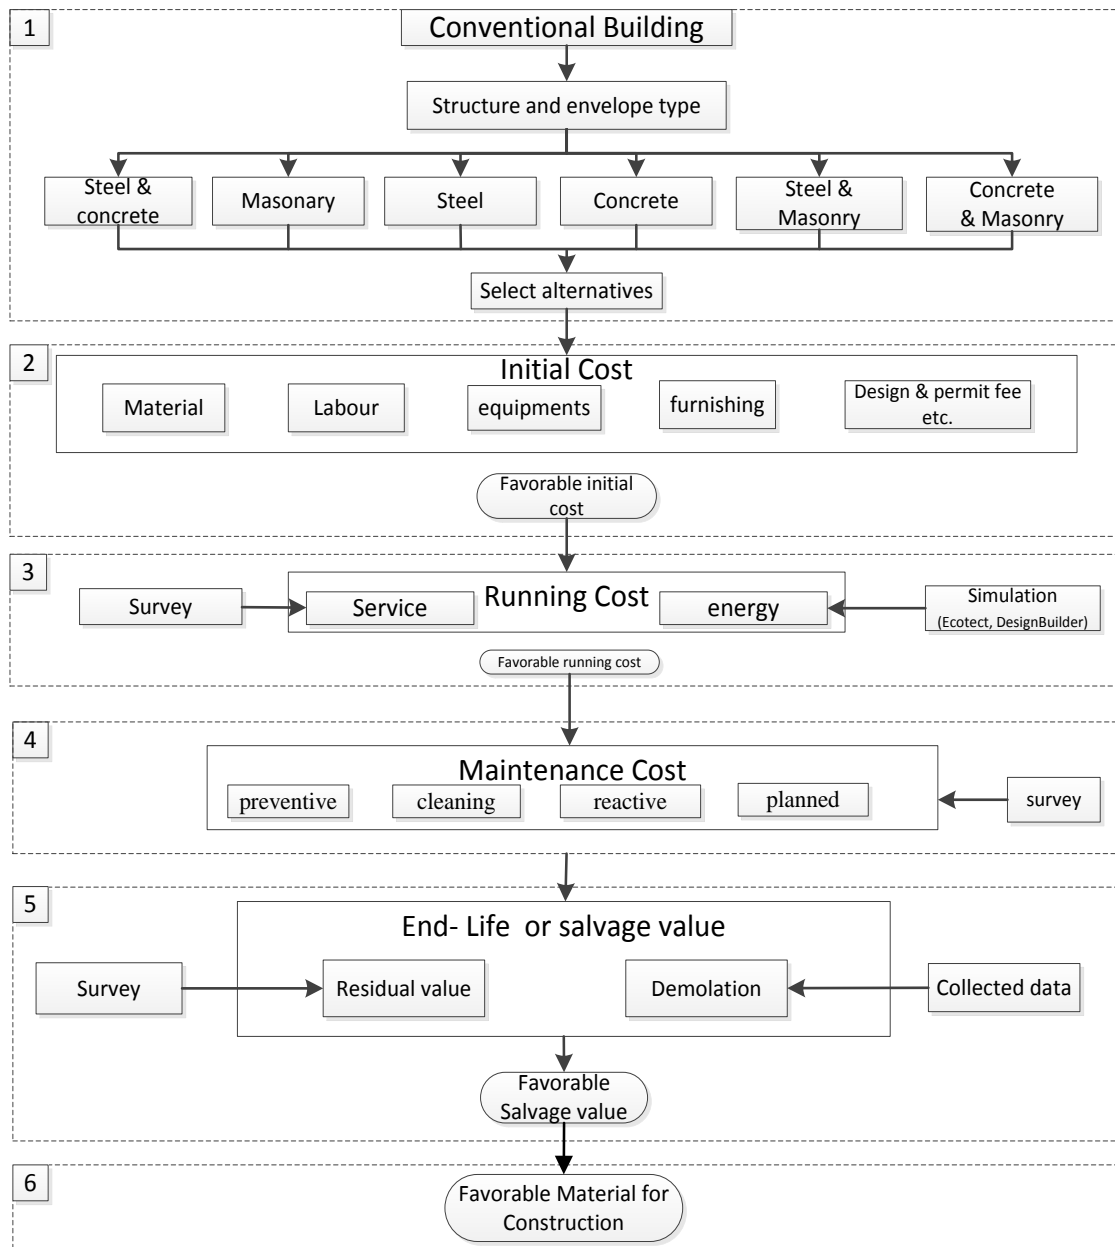 1
Conventional Building
Structure and envelope type
Steel &
concrete
Masonary
Steel
Concrete
Steel &
Masonry
Concrete
& Masonry
Select alternatives
2
Initial Cost
Material
Labour
equipments
furnishing
Design & permit fee
etc.
Favorable initial
cost
3
Survey
Service
Running Cost
energy
Simulation
(Ecotect, DesignBuilder)
Favorable running cost
4
Maintenance Cost
preventive
cleaning
reactive
planned
survey
5
End- Life or salvage value
Survey
Residual value
Demolation
Collected data
Favorable
Salvage value
6
Favorable Material for
Construction